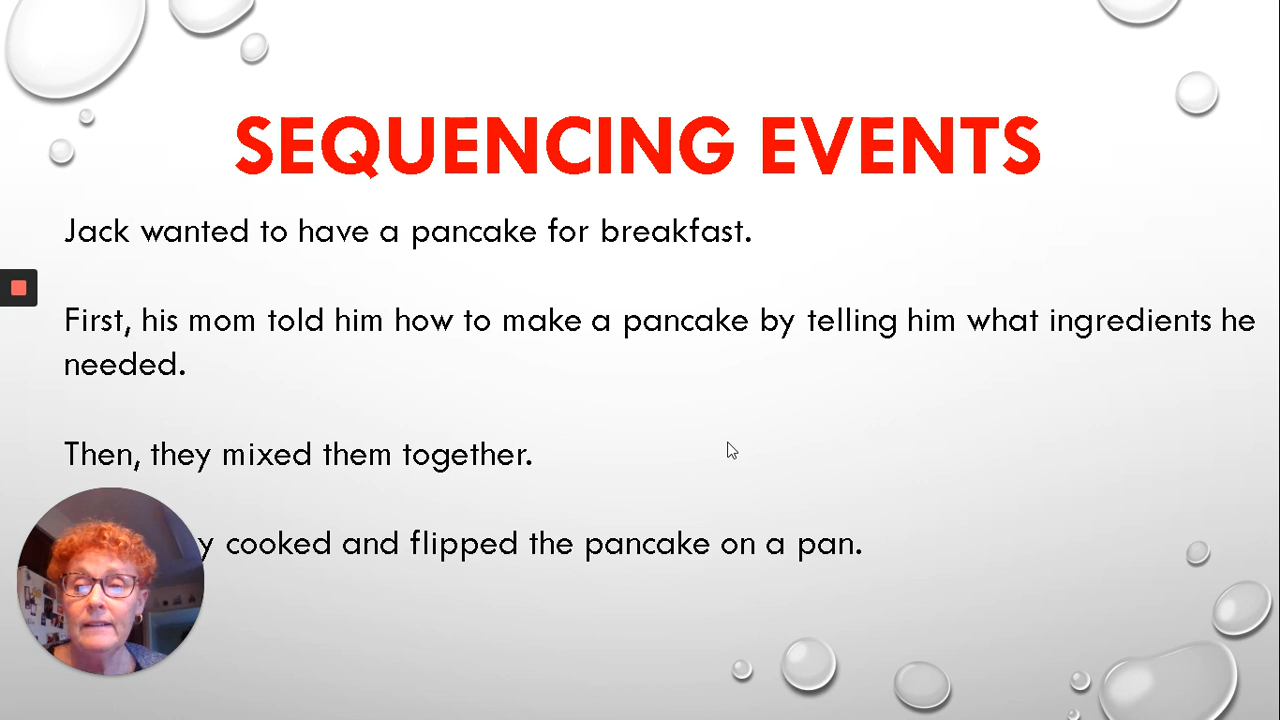 SEQUENCING EVENTS
Jack wanted to have a pancake for breakfast.
First, his mom told him how to make a pancake by telling him what ingredients he
needed.
Then, they mixed them together.
cooked and flipped the pancake on a pan.